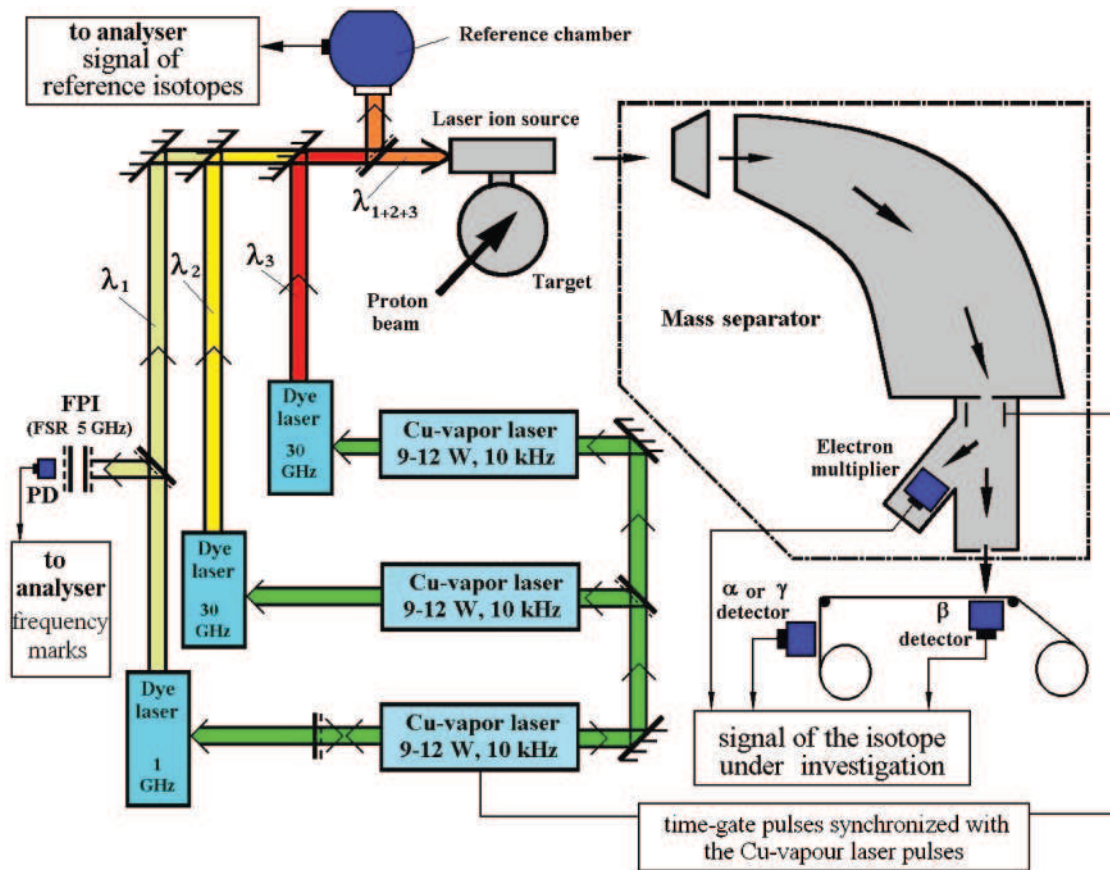 to analyser
signal of
reference isotopes
Reference chamber
Laser ion source
λ1+2+3
λ1
λ2
λ3
Proton
beam
Target
Mass separator
FPI
(FSR 5 GHz)
PD
to
analyser
frequency
marks
Dye
laser
30
GHz
Cu-vapor laser
9-12 W, 10 kHz
Electron
multiplier
Dye
laser
30
GHz
Cu-vapor laser
9-12 W, 10 kHz
α or γ
detector
β
detector
Dye
laser
1
GHz
Cu-vapor laser
9-12 W, 10 kHz
signal of the isotope
under investigation
time-gate pulses synchronized with
the Cu-vapour laser pulses